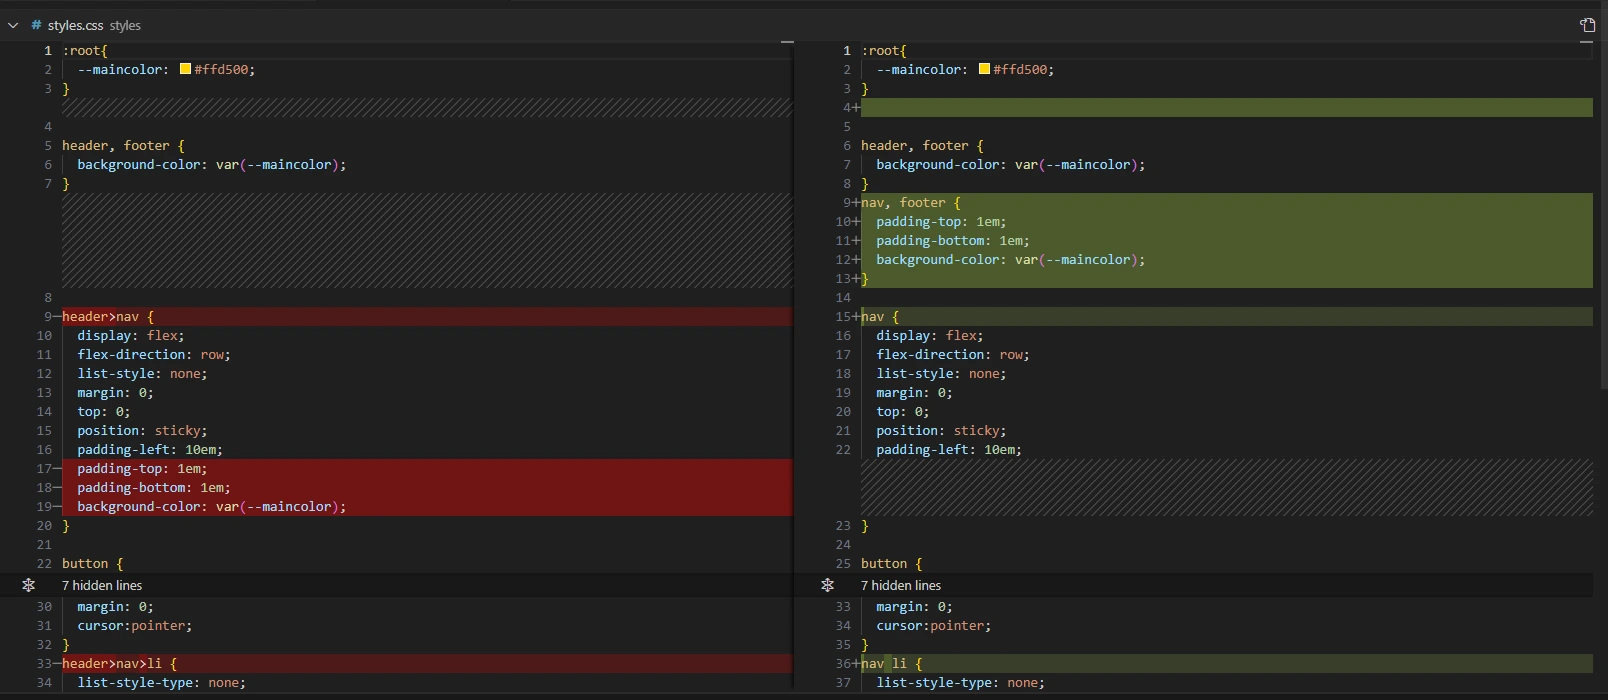 # styles.css styles
1 :root{
2 --maincolor: #ffd500;
3 }
4
5 header, footer {
6 background-color: var(--maincolor);
7 }
8
9- header>nav {
10 display: flex;
11 flex-direction: row;
12 list-style: none;
13 margin: 0;
14 top: 0;
15 position: sticky;
16 padding-left: 10em;
17- padding-top: 1em;
18- padding-bottom: 1em;
19- background-color: var(--maincolor);
20 }
21
22 button {
7 hidden lines
30 margin: 0;
31 cursor:pointer;
32 }
33- header>nav>li {
34 list-style-type: none;
1 :root{
2 --maincolor: #ffd500;
3 }
4+
5
6 header, footer {
7 background-color: var(--maincolor);
8 }
9+ nav, footer {
10+ padding-top: 1em;
11+ padding-bottom: 1em;
12+ background-color: var(--maincolor);
13+ }
14
15+ nav {
16 display: flex;
17 flex-direction: row;
18 list-style: none;
19 margin: 0;
20 top: 0;
21 position: sticky;
22 padding-left: 10em;
23 }
24
25 button {
7 hidden lines
33 margin: 0;
34 cursor:pointer;
35 }
36+ nav li {
37 list-style-type: none;